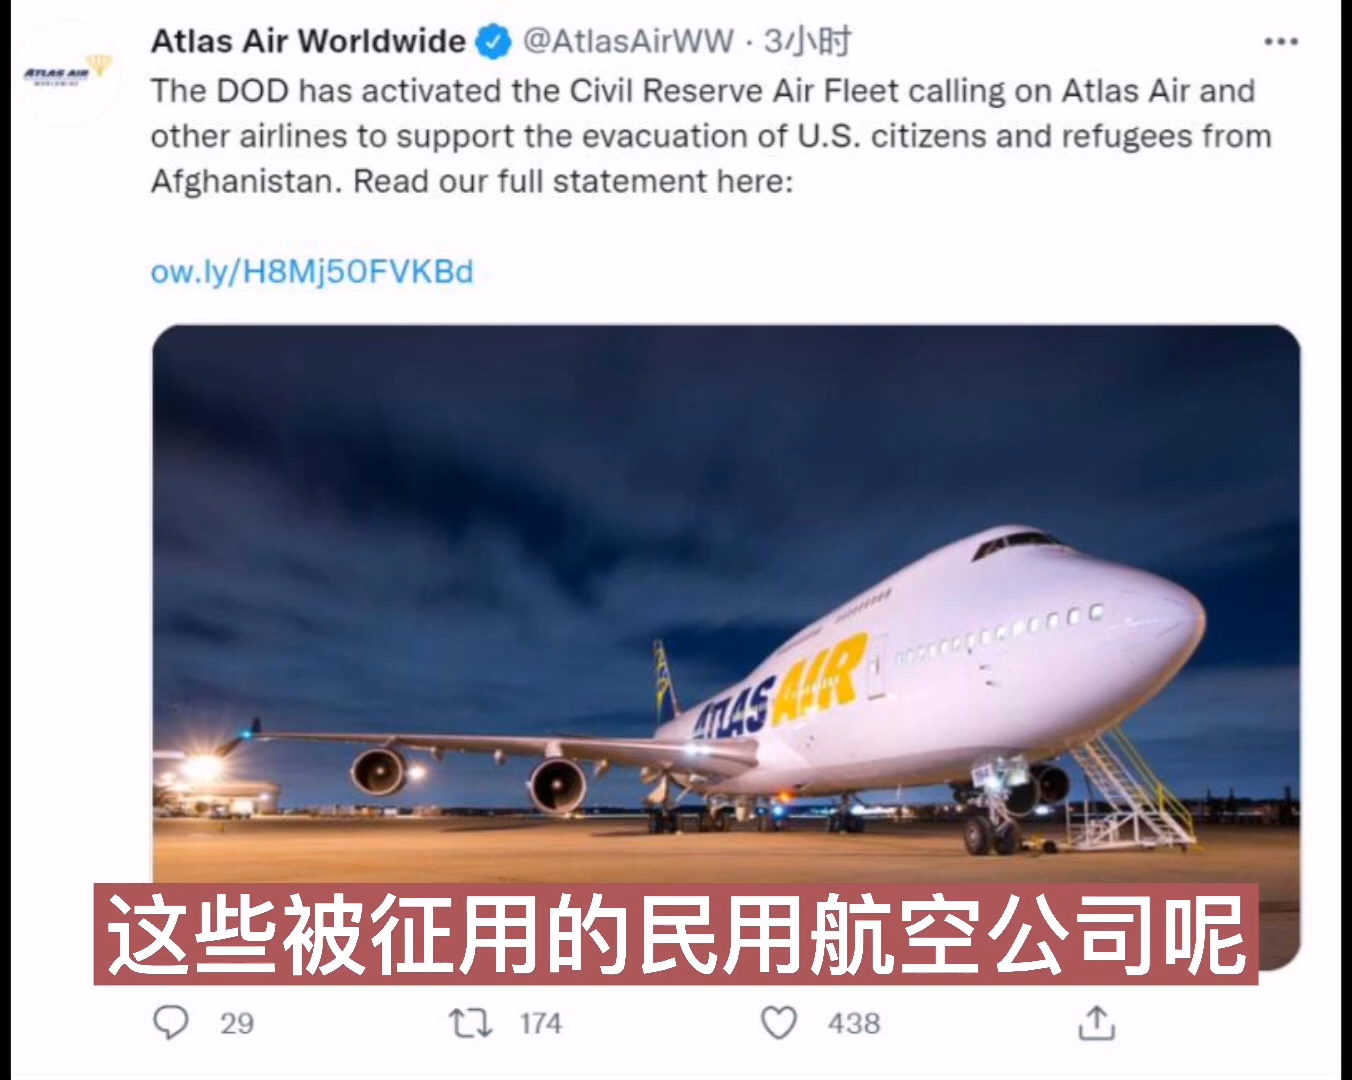 Atlas Air Worldwide @AtlasAirWW · 3小时
ATLAS AIR
WORLDWIDE
The DOD has activated the Civil Reserve Air Fleet calling on Atlas Air and
other airlines to support the evacuation of U.S. citizens and refugees from
Afghanistan. Read our full statement here:
ow.ly/H8Mj50FVKBd
ATLAS AIR
这些被征用的民用航空公司呢
29 174 438